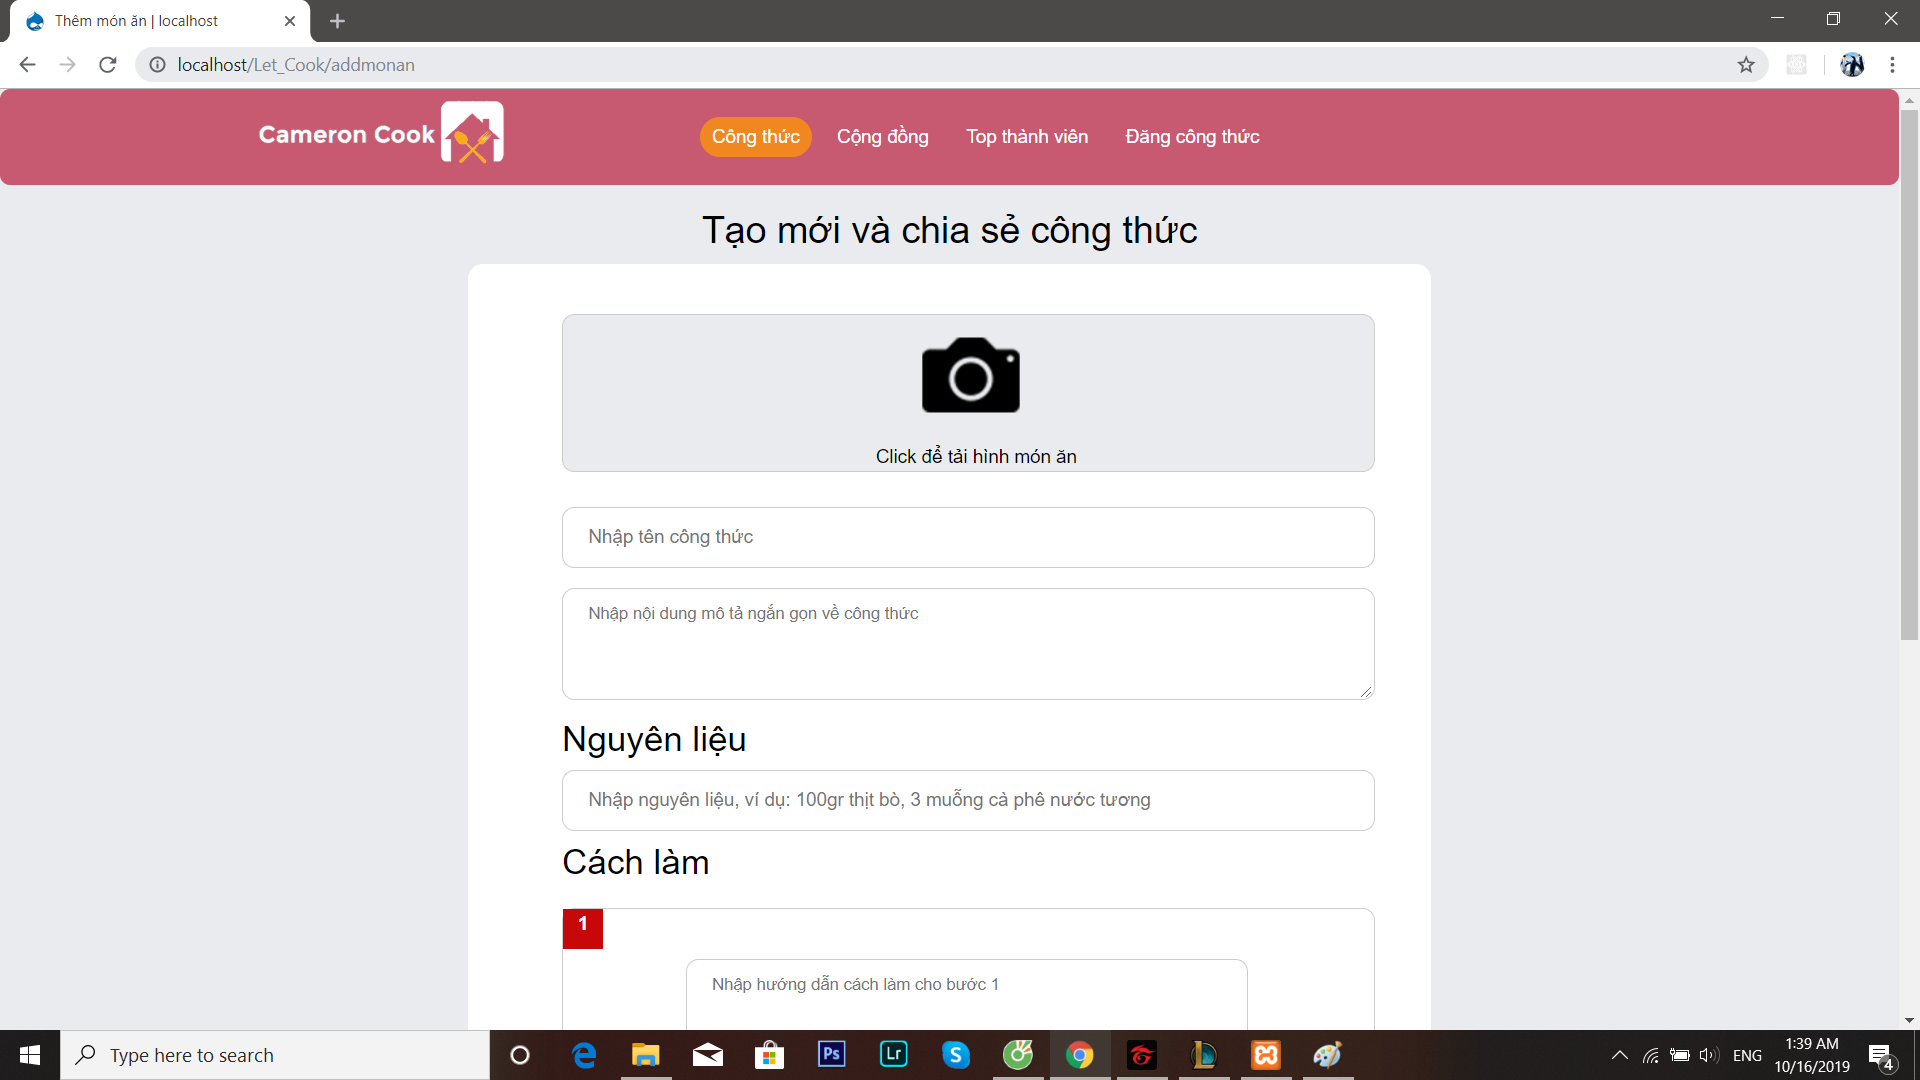 Thêm món ăn | localhost
localhost/Let_Cook/addmonan
Cameron Cook
Công thức
Cộng đồng
Top thành viên
Đăng công thức
Tạo mới và chia sẻ công thức
Click để tải hình món ăn
Nhập tên công thức
Nhập nội dung mô tả ngắn gọn về công thức
Nguyên liệu
Nhập nguyên liệu, ví dụ: 100gr thịt bò, 3 muỗng cà phê nước tương
Cách làm
1
Nhập hướng dẫn cách làm cho bước 1
Type here to search
Ps
Lr
S
ENG
1:39 AM
10/16/2019
4